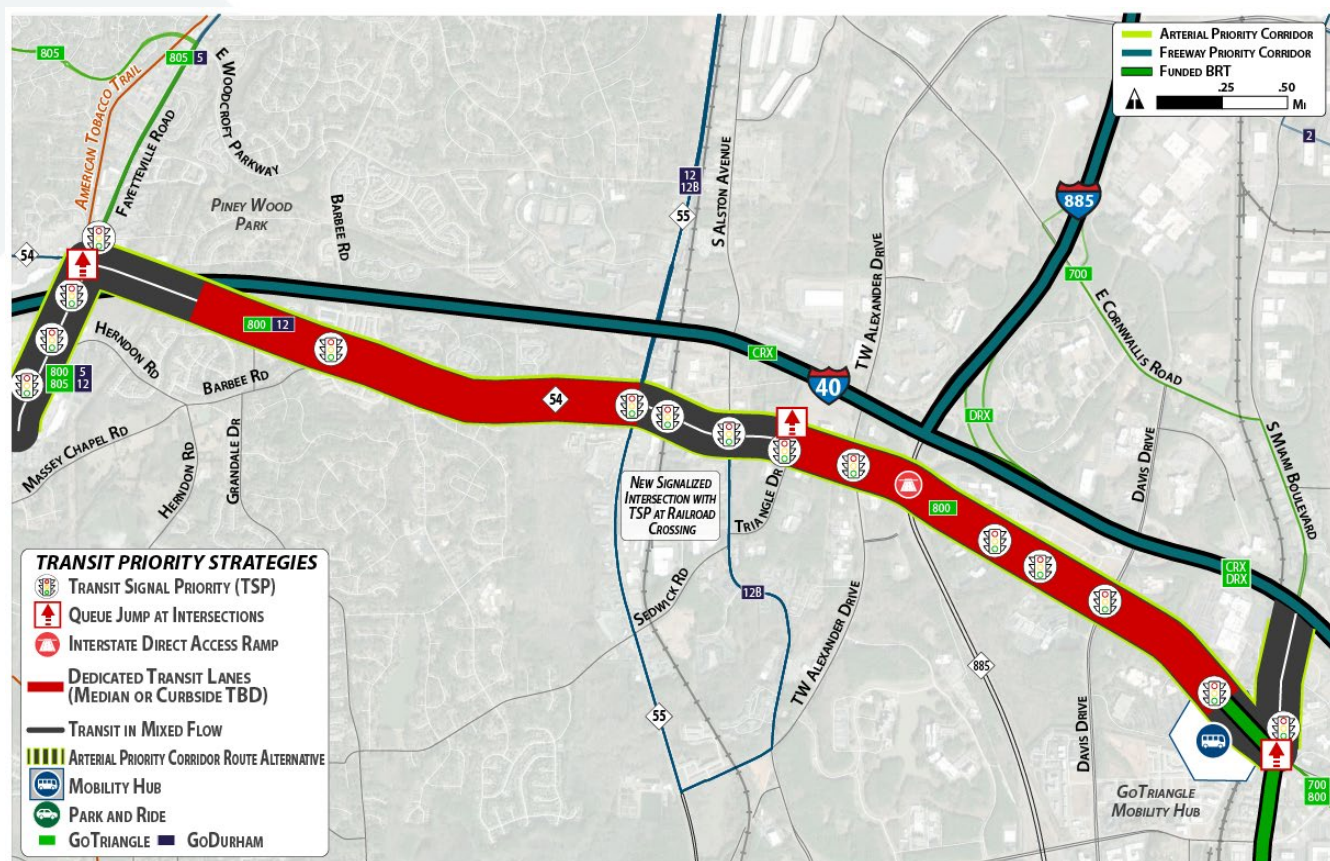 805
805 5
AMERICAN TOBACCO TRAIL
FAYETTEVILLE ROAD
E WOODCROFT PARKWAY
PINEY WOOD
PARK
BARBEE RD
54
12
12B
55
S ALSTON AVENUE
TW ALEXANDER DRIVE
885
700
E CORNWALLIS ROAD
2
ARTERIAL PRIORITY CORRIDOR
FREEWAY PRIORITY CORRIDOR
FUNDED BRT
.25 .50
MI
HERNDON RD
800 5
805 12
BARBEE RD
MASSEY CHAPEL RD
HERNDON RD
GRANDALE DR
800 12
54
CRX
40
DRX
DAVIS DRIVE
S MIAMI BOULEVARD
NEW SIGNALIZED
INTERSECTION WITH
TSP AT RAILROAD
CROSSING
TRIANGLE DR
800
SEDWICK RD
12B
TW ALEXANDER DRIVE
885
CRX
DRX
55
DAVIS DRIVE
GOTRIANGLE
MOBILITY HUB
700
800
TRANSIT PRIORITY STRATEGIES
TRANSIT SIGNAL PRIORITY (TSP)
QUEUE JUMP AT INTERSECTIONS
INTERSTATE DIRECT ACCESS RAMP
DEDICATED TRANSIT LANES
(MEDIAN OR CURBSIDE TBD)
TRANSIT IN MIXED FLOW
ARTERIAL PRIORITY CORRIDOR ROUTE ALTERNATIVE
MOBILITY HUB
PARK AND RIDE
GOTRIANGLE GODURHAM